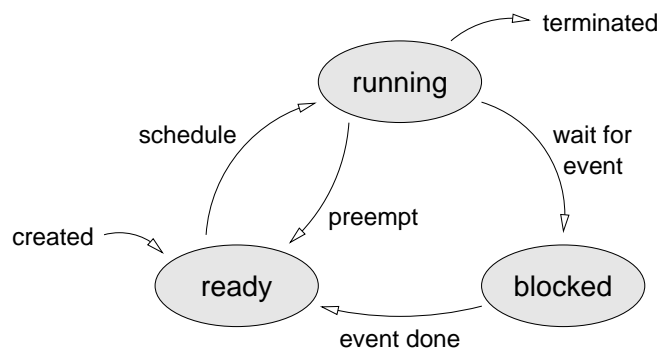 terminated
running
schedule
wait for
event
preempt
created
ready
blocked
event done